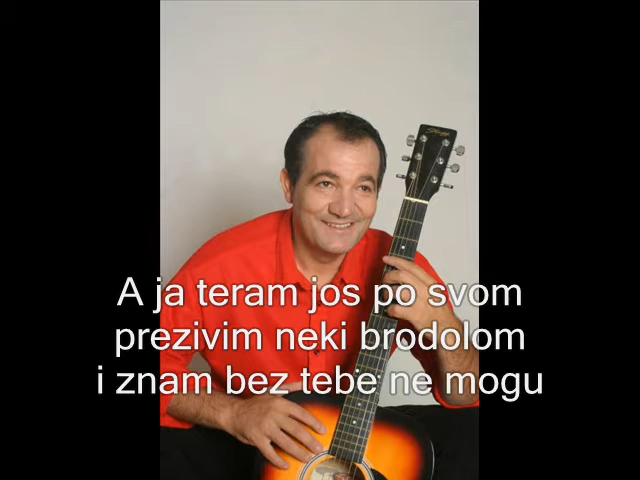 A ja teram jos po svom
prezivim neki brodolom
i znam bez tebe ne mogu